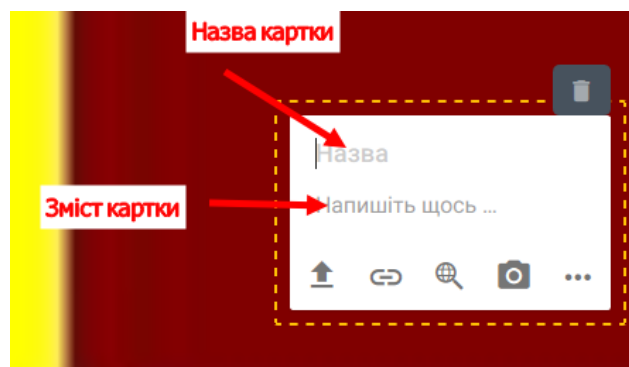 Назва картки
Назва
Зміст картки
Напишіть щось ...